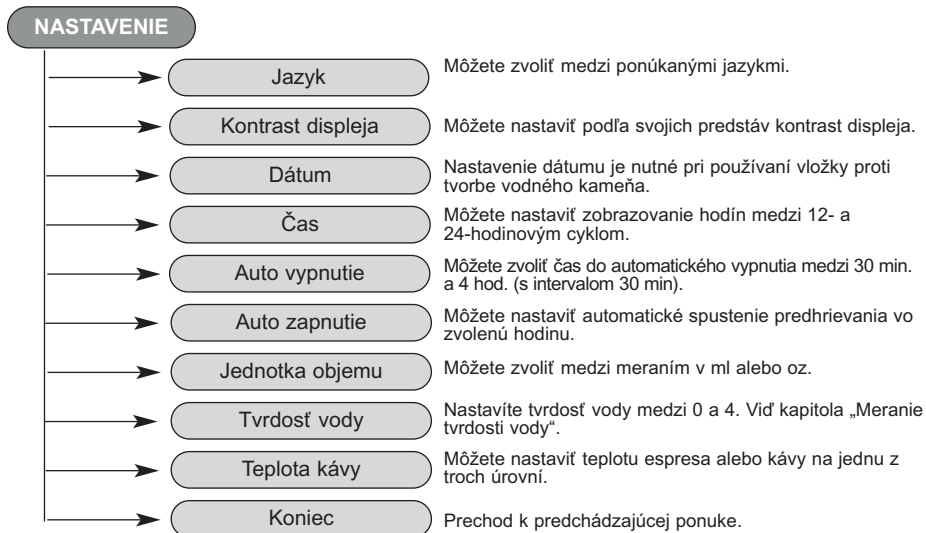 NASTAVENIE
Jazyk
Môžete zvoliť medzi ponúkanými jazykmi.
Kontrast displeja
Môžete nastaviť podľa svojich predstáv kontrast displeja.
Dátum
Nastavenie dátumu je nutné pri používaní vložky proti
tvorbe vodného kameňa.
Čas
Môžete nastaviť zobrazovanie hodín medzi 12- a
24-hodinovým cyklom.
Auto vypnutie
Môžete zvoliť čas do automatického vypnutia medzi 30 min.
a 4 hod. (s intervalom 30 min).
Auto zapnutie
Môžete nastaviť automatické spustenie predhrievania vo
zvolenú hodinu.
Jednotka objemu
Môžete zvoliť medzi meraním v ml alebo oz.
Tvrdosť vody
Nastavíte tvrdosť vody medzi 0 a 4. Viď kapitola „Meranie
tvrdosti vody“.
Teplota kávy
Môžete nastaviť teplotu espresa alebo kávy na jednu z
troch úrovní.
Koniec
Prechod k predchádzajúcej ponuke.